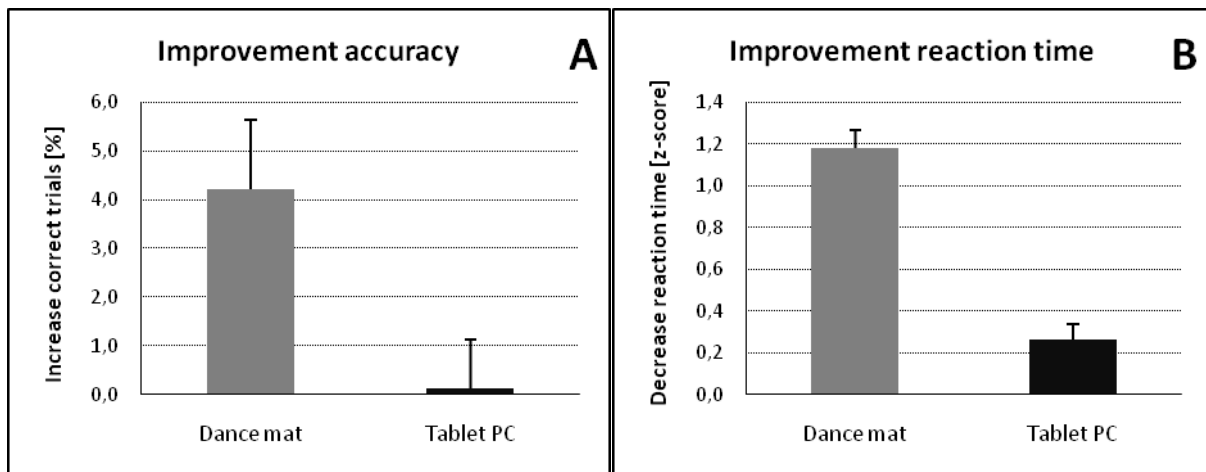 Improvement accuracy
A
Increase correct trials [%]
6,0
5,0
4,0
3,0
2,0
1,0
0,0
Dance mat
Tablet PC
Improvement reaction time
B
Decrease reaction time [z-score]
1,4
1,2
1,0
0,8
0,6
0,4
0,2
0,0
Dance mat
Tablet PC